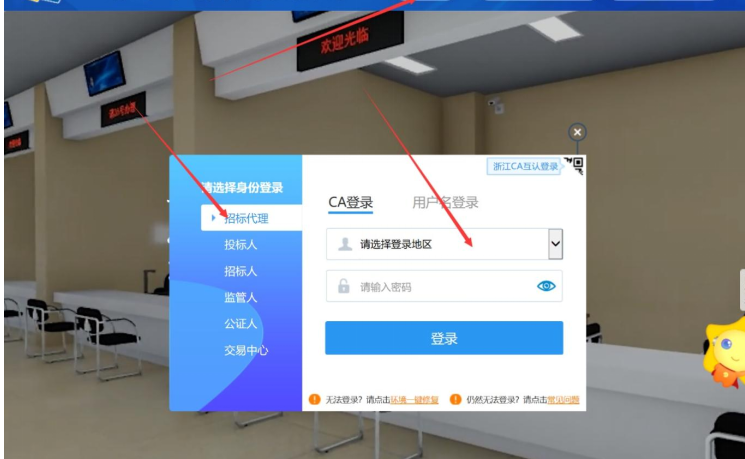 欢迎光临
浙江CA互认登录
请选择身份登录
CA登录
用户名登录
招标代理
投标人
请选择登录地区
招标人
请输入密码
监管人
公证人
登录
交易中心
无法登录？请点击环境一键修复
仍然无法登录？请点击常见问题